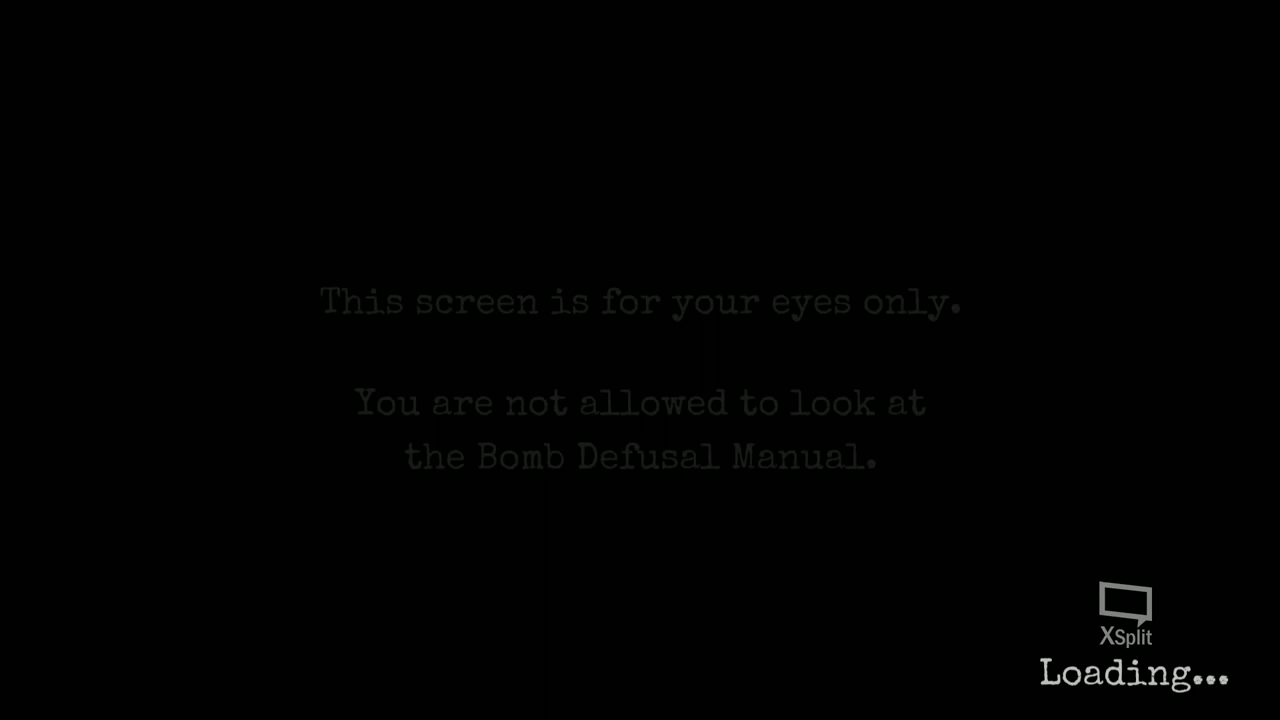 This screen is for your eyes only.
You are not allowed to look at
the Bomb Defusal Manual.
XSplit
Loading...